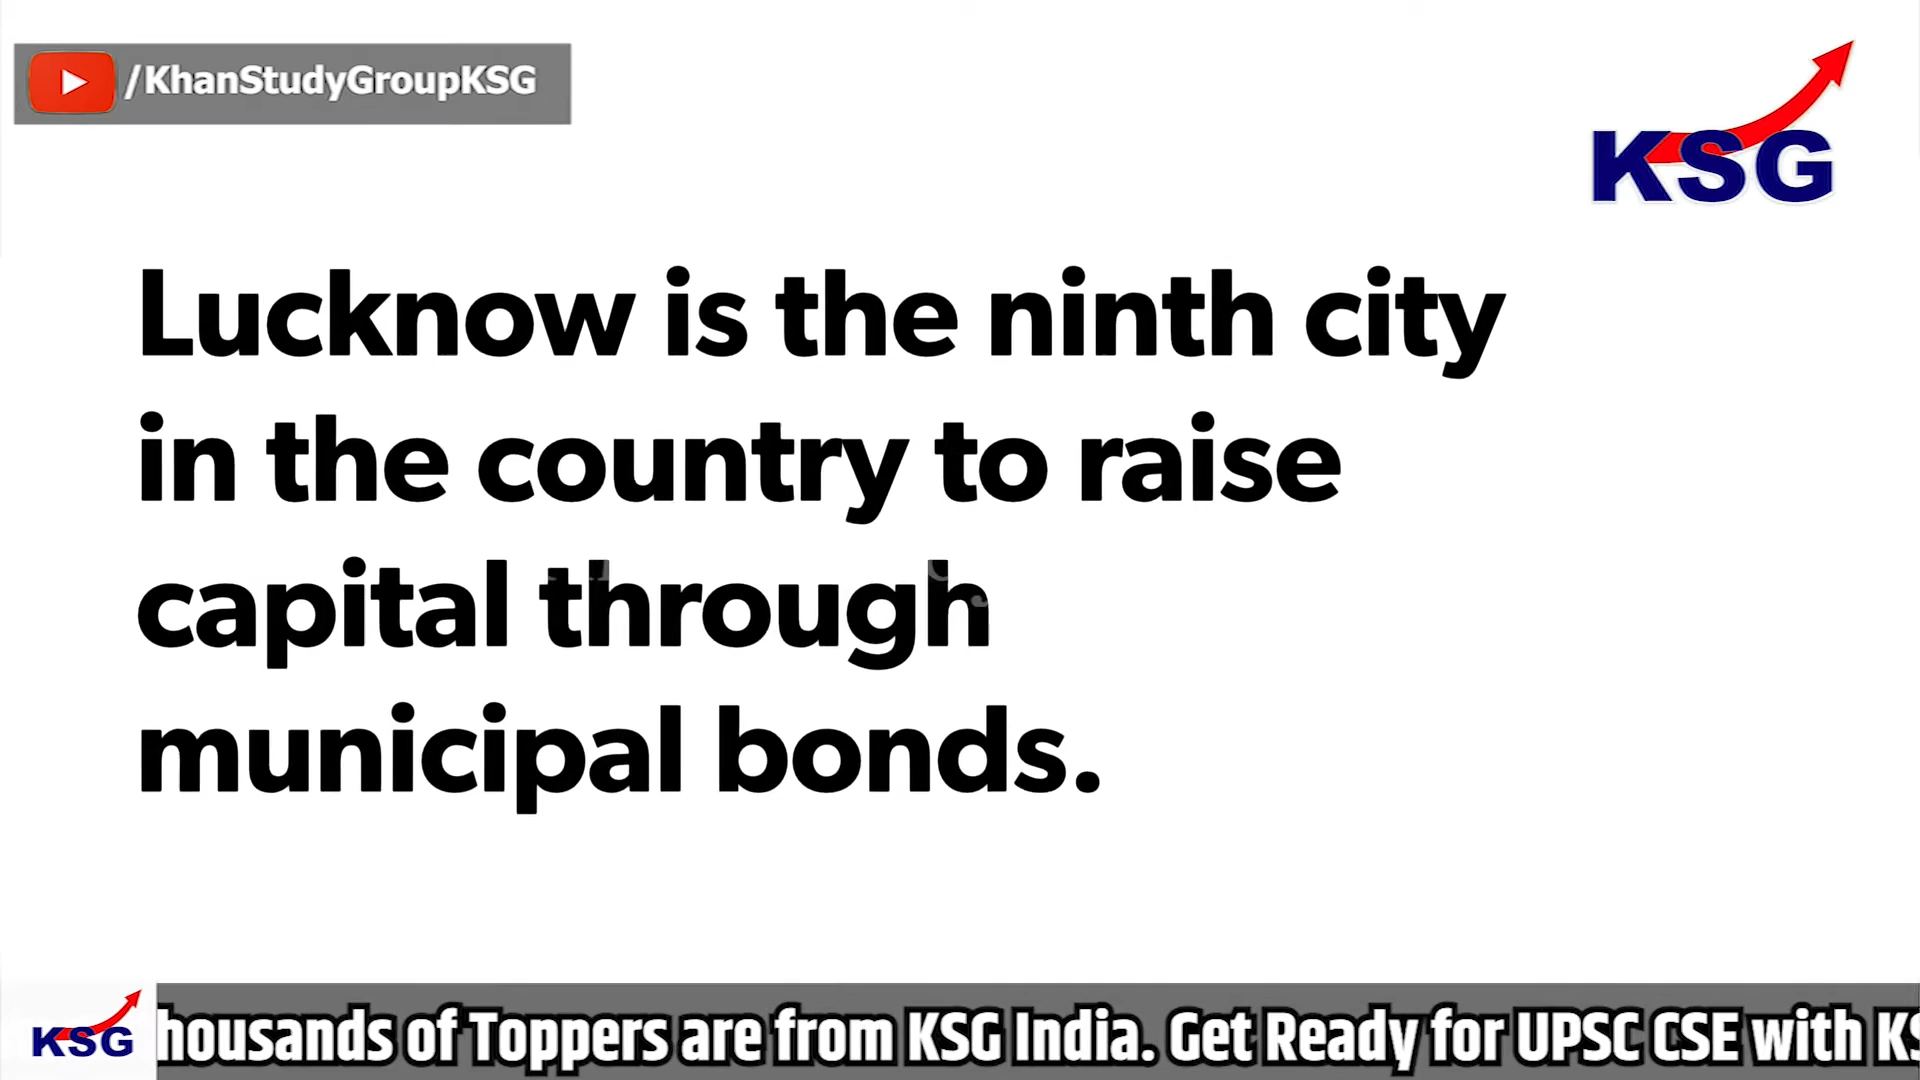 /KhanStudyGroupKSG
KSG
Lucknow is the ninth city
in the country to raise
capital through
municipal bonds.
KSG
housands of Toppers are from KSG India. Get Ready for UPSC CSE with KS